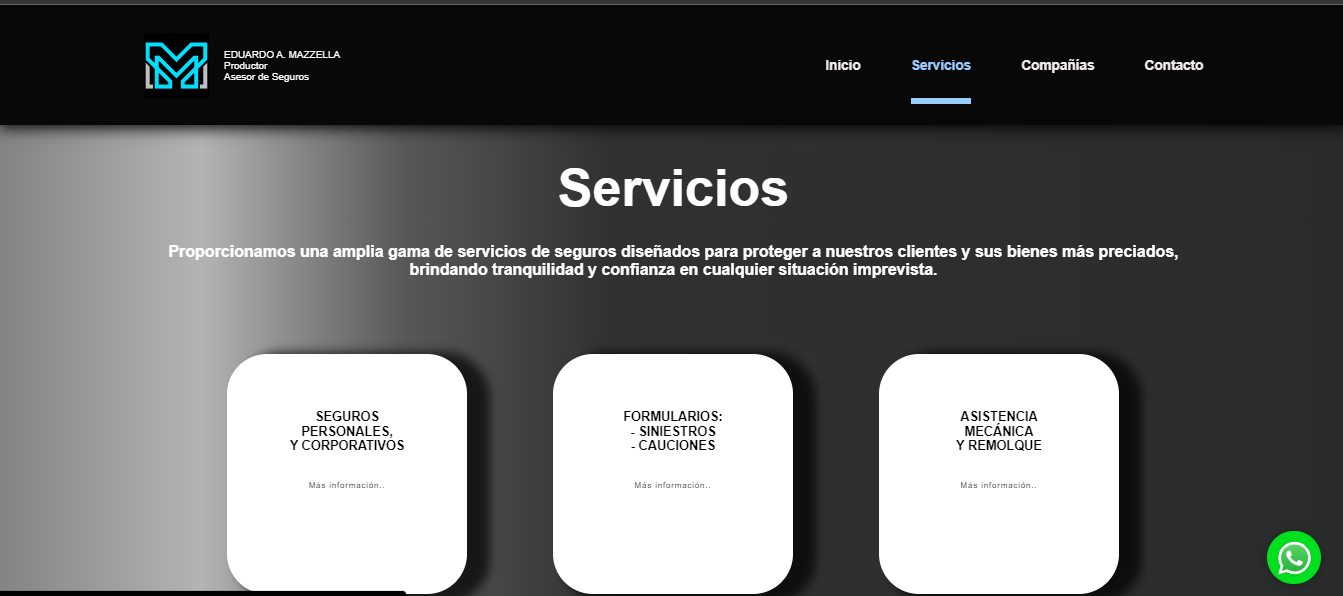 EDUARDO A. MAZZELLA
Productor
Asesor de Seguros
Inicio
Servicios
Compañías
Contacto
Servicios
Proporcionamos una amplia gama de servicios de seguros diseñados para proteger a nuestros clientes y sus bienes más preciados,
brindando tranquilidad y confianza en cualquier situación imprevista.
SEGUROS
PERSONALES,
Y CORPORATIVOS
Más información..
FORMULARIOS:
- SINIESTROS
- CAUCIONES
Más información..
ASISTENCIA
MECÁNICA
Y REMOLQUE
Más información..